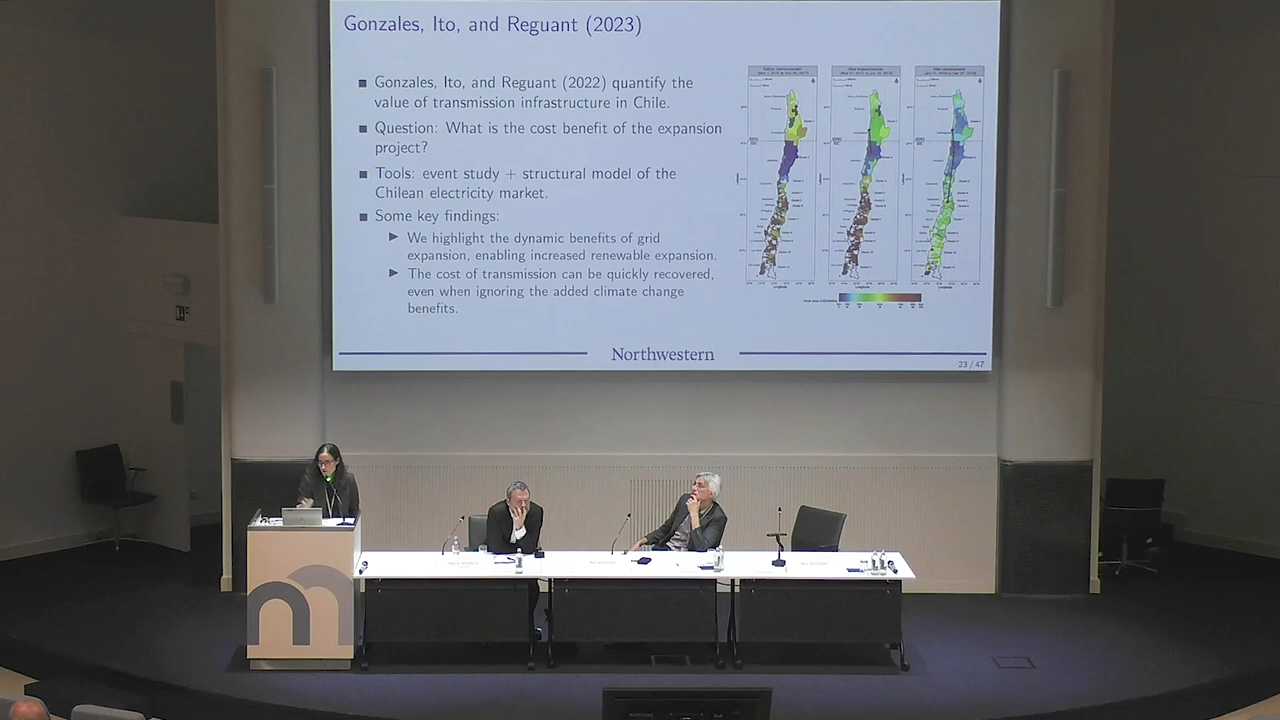 Gonzales, Ito, and Reguant (2023)
Gonzales, Ito, and Reguant (2022) quantify the
value of transmission infrastructure in Chile.
Question: What is the cost benefit of the expansion
project?
Tools: event study + structural model of the
Chilean electricity market.
Some key findings:
We highlight the dynamic benefits of grid
expansion, enabling increased renewable expansion.
The cost of transmission can be quickly recovered,
even when ignoring the added climate change
benefits.
Northwestern
23 / 47